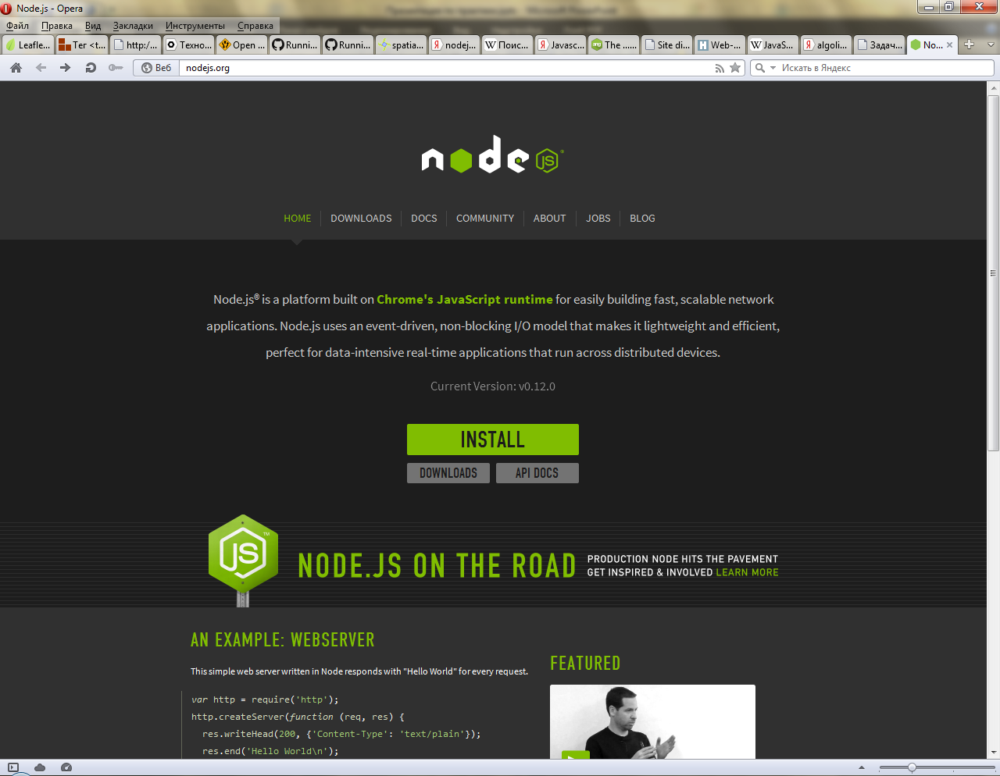 Node.js - Opera
Файл Правка Вид Закладки Инструменты Справка
Leafle... Тег <t... http:/... Техно... Open ... Runni... Runni... spatia... nodej... Поис... Javasc... The ...... Site di... Web-... JavaS... algoli... Задач... No...
Веб nodejs.org Искать в Яндекс
node JS
HOME DOWNLOADS DOCS COMMUNITY ABOUT JOBS BLOG
Node.js® is a platform built on Chrome's JavaScript runtime for easily building fast, scalable network
applications. Node.js uses an event-driven, non-blocking I/O model that makes it lightweight and efficient,
perfect for data-intensive real-time applications that run across distributed devices.
Current Version: v0.12.0
INSTALL
DOWNLOADS API DOCS
JS™
NODE.JS ON THE ROAD
PRODUCTION NODE HITS THE PAVEMENT
GET INSPIRED & INVOLVED LEARN MORE
AN EXAMPLE: WEBSERVER
This simple web server written in Node responds with "Hello World" for every request.
var http = require('http');
http.createServer(function (req, res) {
  res.writeHead(200, {'Content-Type': 'text/plain'});
  res.end('Hello World\n');
FEATURED